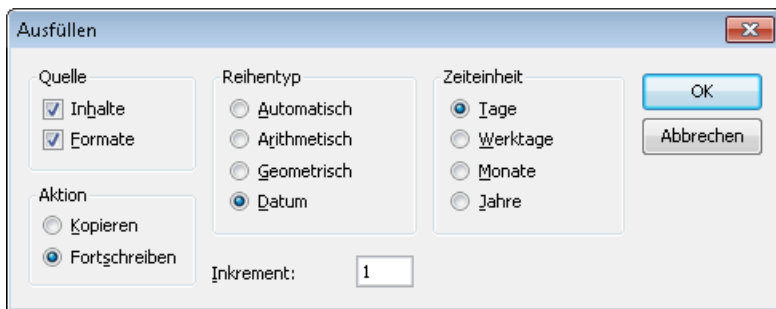 Ausfüllen
Quelle
Inhalte
Formate
Aktion
Kopieren
Fortschreiben
Reihentyp
Automatisch
Arithmetisch
Geometrisch
Datum
Inkrement: 1
Zeiteinheit
Tage
Werktage
Monate
Jahre
OK
Abbrechen